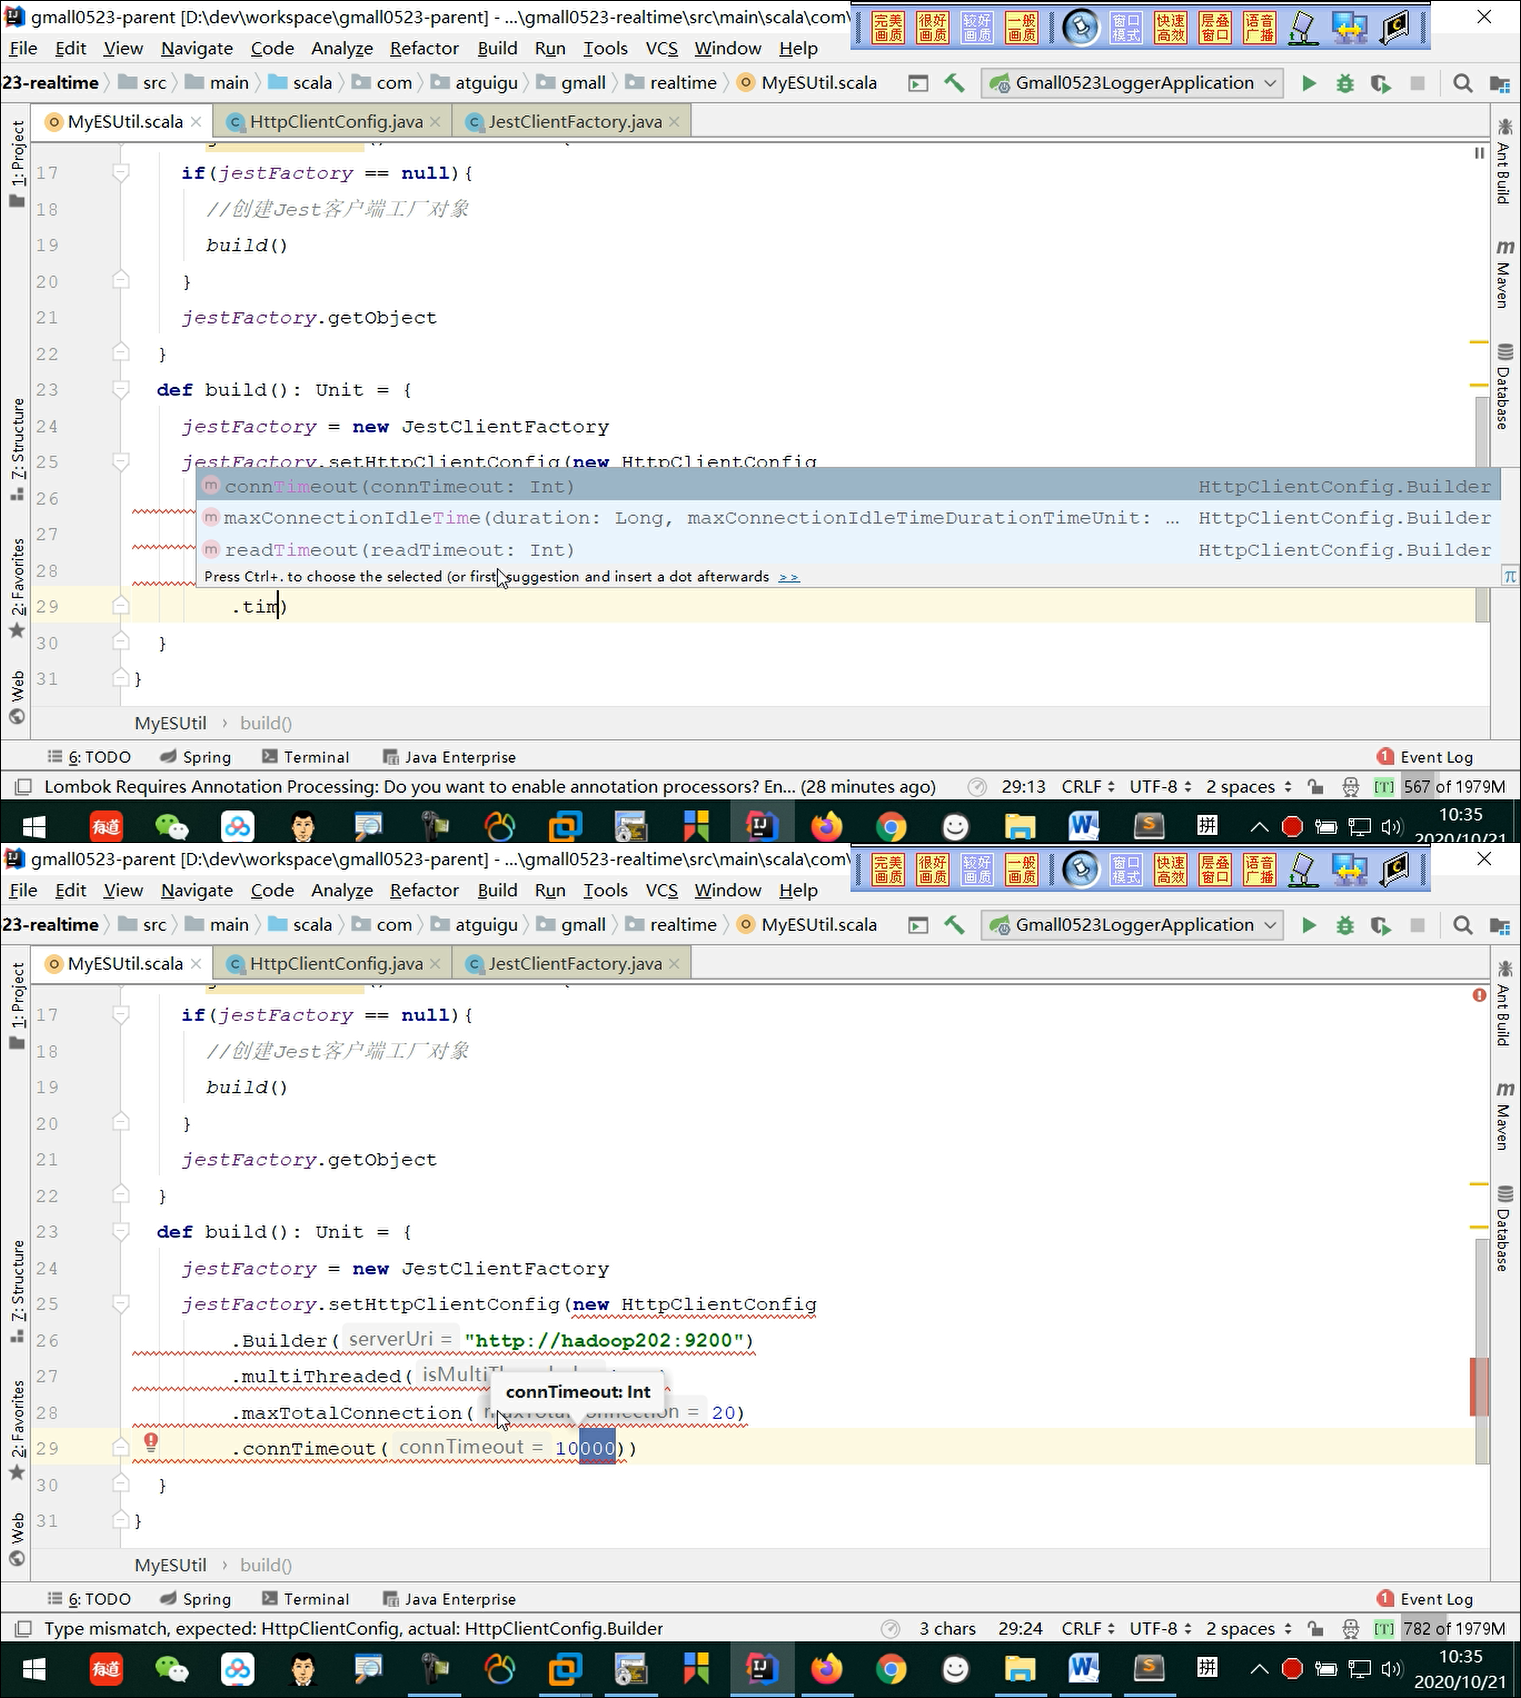 gmall0523-parent [D:\dev\workspace\gmall0523-parent] - ...\gmall0523-realtime\src\main\scala\com\
完美画质 很好画质 较好画质 一般画质 窗口模式 快速高效 层叠窗口 语音广播
File Edit View Navigate Code Analyze Refactor Build Run Tools VCS Window Help
23-realtime src main scala com atguigu gmall realtime MyESUtil.scala Gmall0523LoggerApplication
MyESUtil.scala HttpClientConfig.java JestClientFactory.java
1: Project
7: Structure
2: Favorites
Web
Ant Build
Maven
Database
17 if(jestFactory == null){
18 //创建Jest客户端工厂对象
19 build()
20 }
21 jestFactory.getObject
22 }
23 def build(): Unit = {
24 jestFactory = new JestClientFactory
25 jestFactory.setHttpClientConfig(new HttpClientConfig
26 connTimeout(connTimeout: Int) HttpClientConfig.Builder
27 maxConnectionIdleTime(duration: Long, maxConnectionIdleTimeDurationTimeUnit: ... HttpClientConfig.Builder
readTimeout(readTimeout: Int) HttpClientConfig.Builder
28 Press Ctrl+. to choose the selected (or first) suggestion and insert a dot afterwards >>
29 .tim)
30 }
31 }
MyESUtil › build()
6: TODO Spring Terminal Java Enterprise 1 Event Log
Lombok Requires Annotation Processing: Do you want to enable annotation processors? En... (28 minutes ago) 29:13 CRLF UTF-8 2 spaces [T] 567 of 1979M
有道 拼 10:35
2020/10/21
gmall0523-parent [D:\dev\workspace\gmall0523-parent] - ...\gmall0523-realtime\src\main\scala\com\
完美画质 很好画质 较好画质 一般画质 窗口模式 快速高效 层叠窗口 语音广播
File Edit View Navigate Code Analyze Refactor Build Run Tools VCS Window Help
23-realtime src main scala com atguigu gmall realtime MyESUtil.scala Gmall0523LoggerApplication
MyESUtil.scala HttpClientConfig.java JestClientFactory.java
1: Project
7: Structure
2: Favorites
Web
Ant Build
Maven
Database
17 if(jestFactory == null){
18 //创建Jest客户端工厂对象
19 build()
20 }
21 jestFactory.getObject
22 }
23 def build(): Unit = {
24 jestFactory = new JestClientFactory
25 jestFactory.setHttpClientConfig(new HttpClientConfig
26 .Builder( serverUri = "http://hadoop202:9200")
27 .multiThreaded(
connTimeout: Int
28 .maxTotalConnection( = 20)
29 .connTimeout( connTimeout = 10000))
30 }
31 }
MyESUtil › build()
6: TODO Spring Terminal Java Enterprise 1 Event Log
Type mismatch, expected: HttpClientConfig, actual: HttpClientConfig.Builder 3 chars 29:24 CRLF UTF-8 2 spaces [T] 782 of 1979M
有道 拼 10:35
2020/10/21